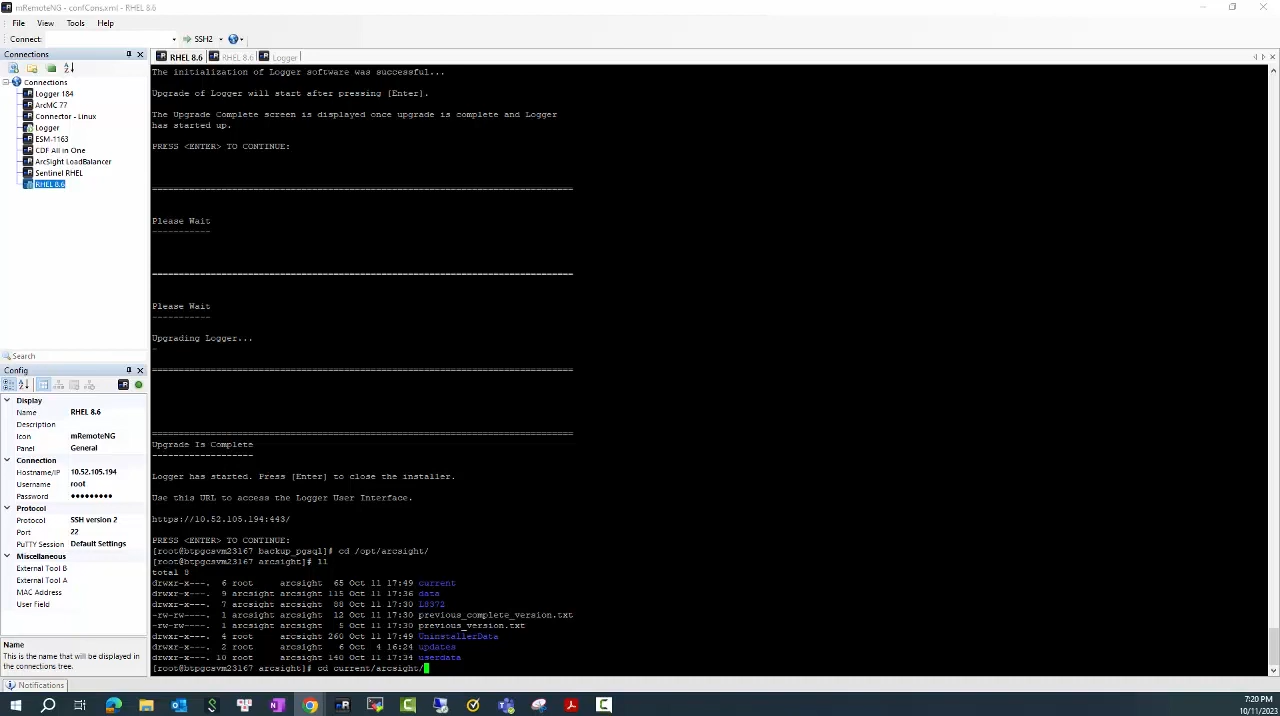 mRemoteNG - confCons.xml - RHEL 8.6
File View Tools Help
Connect: SSH2
Connections
Connections
Logger 184
ArcMC 77
Connector - Linux
Logger
ESM-1163
CDF All in One
ArcSight LoadBalancer
Sentinel RHEL
RHEL 8.6
Search
Config
Display
Name RHEL 8.6
Description
Icon mRemoteNG
Panel General
Connection
Hostname/IP 10.52.105.194
Username root
Password ●●●●●●●●●
Protocol
Protocol SSH version 2
Port 22
PuTTY Session Default Settings
Miscellaneous
External Tool B
External Tool A
MAC Address
User Field
Name
This is the name that will be displayed in
the connections tree.
Notifications
RHEL 8.6 RHEL 8.6 Logger
The initialization of Logger software was successful...
Upgrade of Logger will start after pressing [Enter].
The Upgrade Complete screen is displayed once upgrade is complete and Logger
has started up.
PRESS <ENTER> TO CONTINUE:
===============================================================================
Please Wait
-----------
===============================================================================
Please Wait
-----------
Upgrading Logger...
-
===============================================================================
===============================================================================
Upgrade Is Complete
-------------------
Logger has started. Press [Enter] to close the installer.
Use this URL to access the Logger User Interface.
https://10.52.105.194:443/
PRESS <ENTER> TO CONTINUE:
[root@btpgcsvm23167 backup_pgsql]# cd /opt/arcsight/
[root@btpgcsvm23167 arcsight]# ll
total 8
drwxr-x---. 6 root arcsight 65 Oct 11 17:49 current
drwxr-x---. 9 arcsight arcsight 115 Oct 11 17:36 data
drwxr-x---. 7 arcsight arcsight 88 Oct 11 17:30 L8372
-rw-rw----. 1 arcsight arcsight 12 Oct 11 17:30 previous_complete_version.txt
-rw-rw----. 1 arcsight arcsight 5 Oct 11 17:30 previous_version.txt
drwxr-x---. 4 root arcsight 260 Oct 11 17:49 UninstallerData
drwxr-x---. 2 root arcsight 6 Oct 4 16:24 updates
drwxr-x---. 10 root arcsight 140 Oct 11 17:34 userdata
[root@btpgcsvm23167 arcsight]# cd current/arcsight/
7:20 PM
10/11/2023